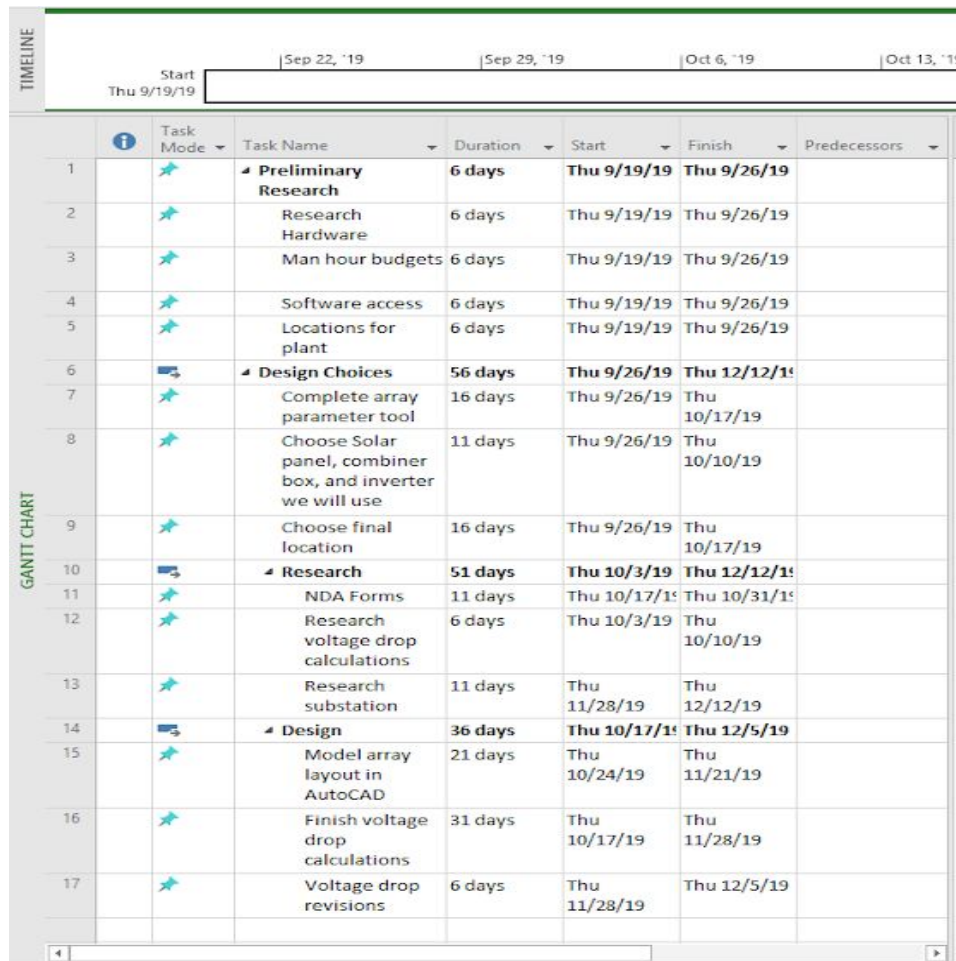 TIMELINE
Sep 22, '19 Sep 29, '19 Oct 6, '19 Oct 13, '19
Start
Thu 9/19/19
GANTT CHART
Task
Mode Task Name Duration Start Finish Predecessors
1 Preliminary 6 days Thu 9/19/19 Thu 9/26/19
Research
2 Research 6 days Thu 9/19/19 Thu 9/26/19
Hardware
3 Man hour budgets 6 days Thu 9/19/19 Thu 9/26/19
4 Software access 6 days Thu 9/19/19 Thu 9/26/19
5 Locations for 6 days Thu 9/19/19 Thu 9/26/19
plant
6 Design Choices 56 days Thu 9/26/19 Thu 12/12/19
7 Complete array 16 days Thu 9/26/19 Thu
parameter tool 10/17/19
8 Choose Solar 11 days Thu 9/26/19 Thu
panel, combiner 10/10/19
box, and inverter
we will use
9 Choose final 16 days Thu 9/26/19 Thu
location 10/17/19
10 Research 51 days Thu 10/3/19 Thu 12/12/19
11 NDA Forms 11 days Thu 10/17/19 Thu 10/31/19
12 Research 6 days Thu 10/3/19 Thu
voltage drop 10/10/19
calculations
13 Research 11 days Thu Thu
substation 11/28/19 12/12/19
14 Design 36 days Thu 10/17/19 Thu 12/5/19
15 Model array 21 days Thu Thu
layout in 10/24/19 11/21/19
AutoCAD
16 Finish voltage 31 days Thu Thu
drop 10/17/19 11/28/19
calculations
17 Voltage drop 6 days Thu Thu 12/5/19
revisions 11/28/19